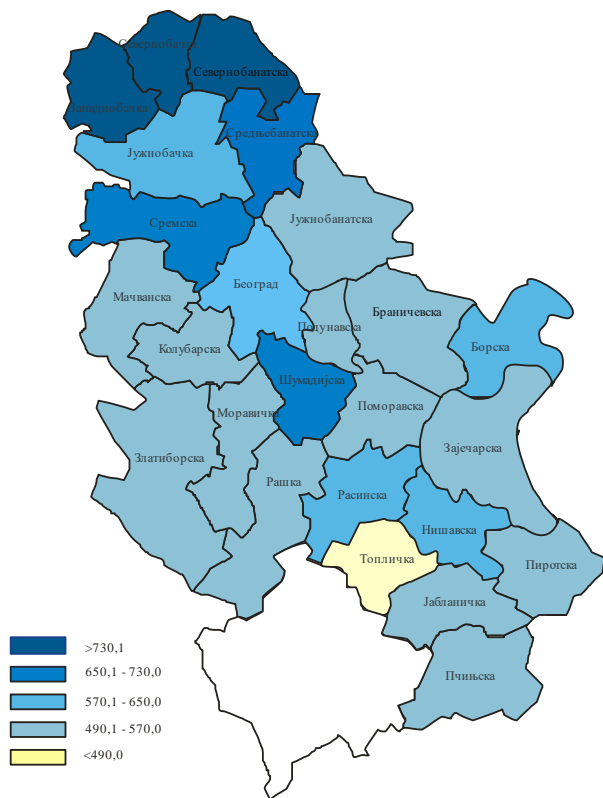 Севернобачка
Севернобанатска
Западнобачка
Средњебанатска
Јужнобачка
Јужнобанатска
Сремска
Београд
Мачванска
Браничевска
Подунавска
Борска
Колубарска
Шумадијска
Моравичка
Поморавска
Зајечарска
Златиборска
Рашка
Расинска
Нишавска
Топличка
Пиротска
Јабланичка
Пчињска
>730,1
650,1 - 730,0
570,1 - 650,0
490,1 - 570,0
<490,0